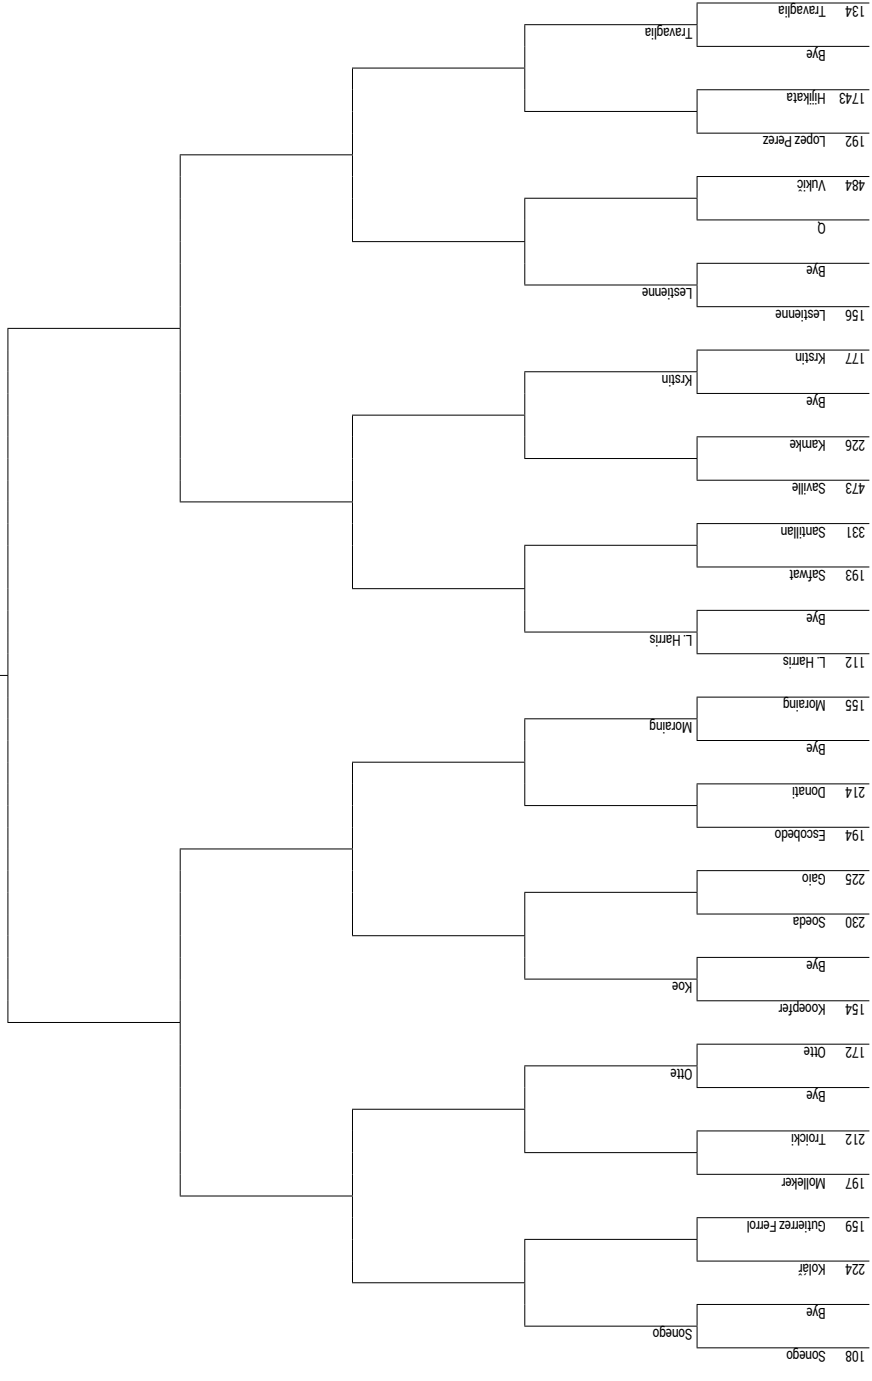 108 Sonego
Sonego
Bye
224 Kolář
159 Gutierrez Ferrol
197 Molleker
212 Troicki
Bye
Otte
172 Otte
154 Kooepfer
Koe
Bye
230 Soeda
225 Gaio
194 Escobedo
214 Donati
Bye
Moraing
155 Moraing
112 L. Harris
L. Harris
Bye
193 Safwat
331 Santillan
473 Saville
226 Kamke
Bye
Krstin
177 Krstin
156 Lestienne
Lestienne
Bye
Q
484 Vukič
192 Lopez Perez
1743 Hijikata
Bye
Travaglia
134 Travaglia